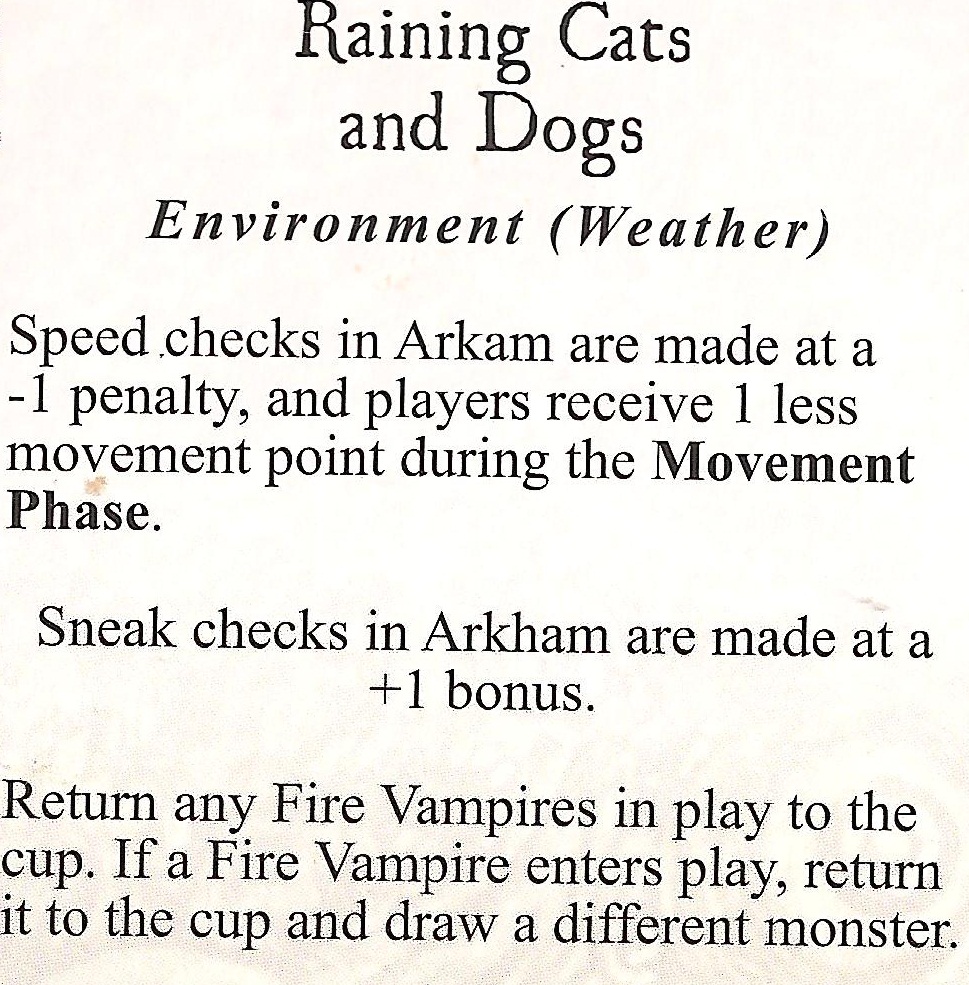 Raining Cats
and Dogs
Environment (Weather)
Speed checks in Arkam are made at a
-1 penalty, and players receive 1 less
movement point during the Movement
Phase.
Sneak checks in Arkham are made at a
+1 bonus.
Return any Fire Vampires in play to the
cup. If a Fire Vampire enters play, return
it to the cup and draw a different monster.